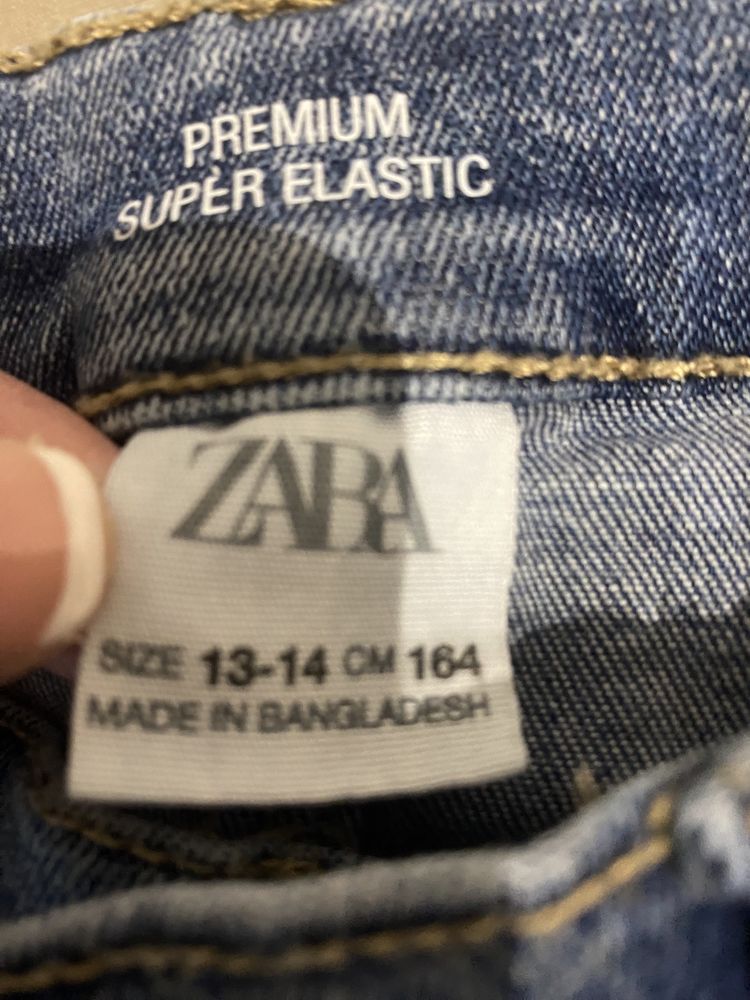 PREMIUM
SUPER ELASTIC
ZARA
SIZE 13-14 CM 164
MADE IN BANGLADESH